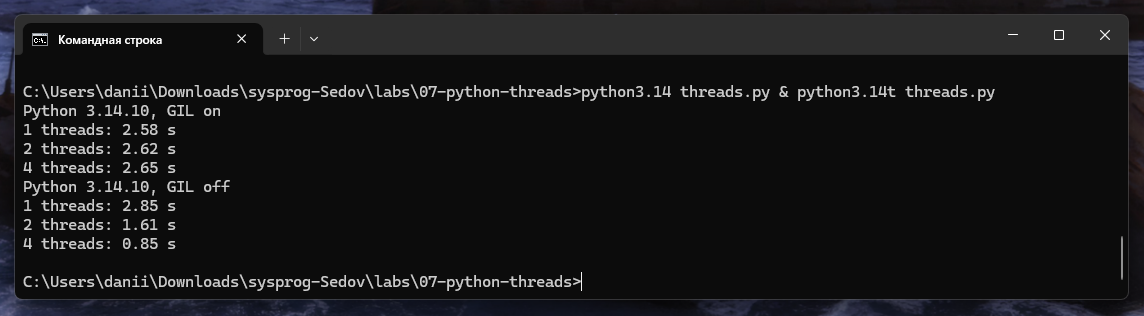 Командная строка
C:\Users\danii\Downloads\sysprog-Sedov\labs\07-python-threads>python3.14 threads.py & python3.14t threads.py
Python 3.14.10, GIL on
1 threads: 2.58 s
2 threads: 2.62 s
4 threads: 2.65 s
Python 3.14.10, GIL off
1 threads: 2.85 s
2 threads: 1.61 s
4 threads: 0.85 s
C:\Users\danii\Downloads\sysprog-Sedov\labs\07-python-threads>